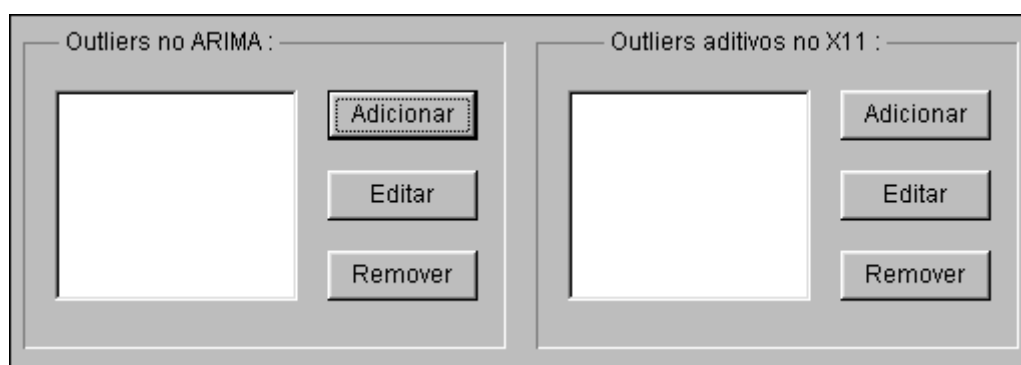 Outliers no ARIMA :
Adicionar
Editar
Remover
Outliers aditivos no X11 :
Adicionar
Editar
Remover